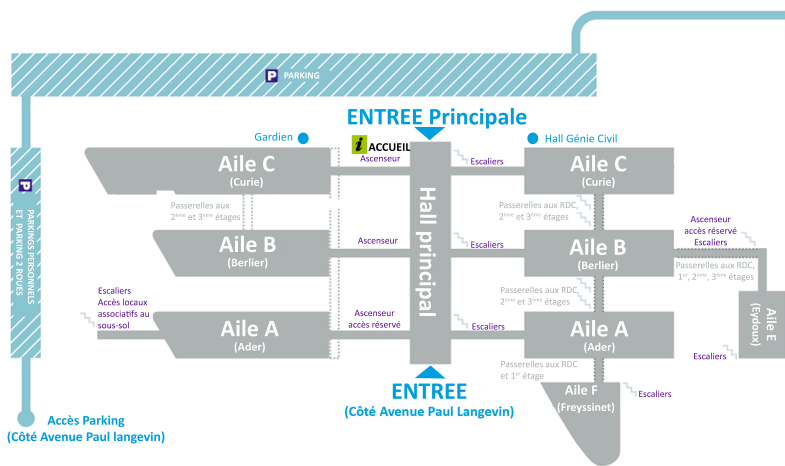 P PARKING
ENTREE Principale
Gardien
i ACCUEIL
Hall Génie Civil
Aile C
(Curie)
Ascenseur
Escaliers
Aile C
(Curie)
P
PARKINGS PERSONNELS
ET PARKING 2 ROUES
Hall principal
Passerelles aux
2ème et 3ème étages
Passerelles aux RDC,
2ème et 3ème étages
Ascenseur
accès réservé
Escaliers
Aile B
(Berlier)
Ascenseur
Escaliers
Aile B
(Berlier)
Passerelles aux RDC,
1er, 2ème, 3ème étages
Escaliers
Accès locaux
associatifs au
sous-sol
Passerelles aux RDC,
2ème et 3ème étages
Aile E
(Eydoux)
Aile A
(Ader)
Ascenseur
accès réservé
Escaliers
Aile A
(Ader)
Escaliers
Passerelles aux RDC
et 1er étage
ENTREE
(Côté Avenue Paul Langevin)
Aile F
(Freyssinet)
Escaliers
Accès Parking
(Côté Avenue Paul langevin)